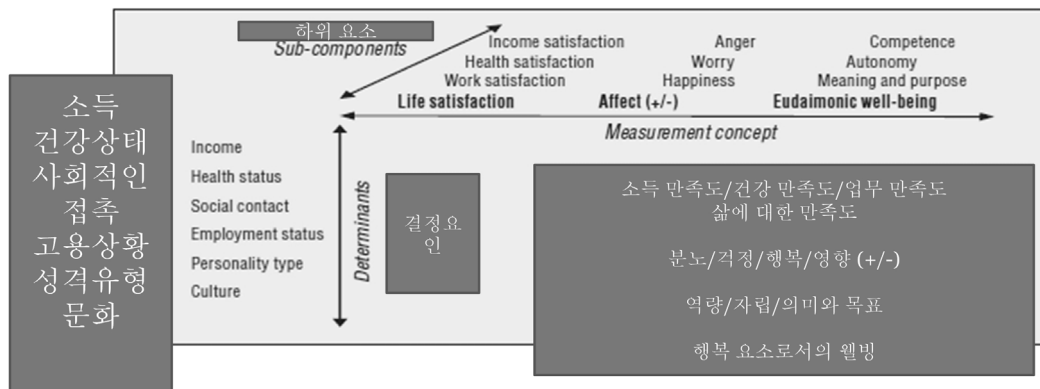 하위 요소
Sub-components
Income satisfaction
Health satisfaction
Work satisfaction
Life satisfaction
Anger
Worry
Happiness
Affect (+/-)
Competence
Autonomy
Meaning and purpose
Eudaimonic well-being
Measurement concept
소득
건강상태
사회적인
접촉
고용상황
성격유형
문화
Income
Health status
Social contact
Employment status
Personality type
Culture
Determinants
결정요
인
소득 만족도/건강 만족도/업무 만족도
삶에 대한 만족도
분노/걱정/행복/영향 (+/-)
역량/자립/의미와 목표
행복 요소로서의 웰빙